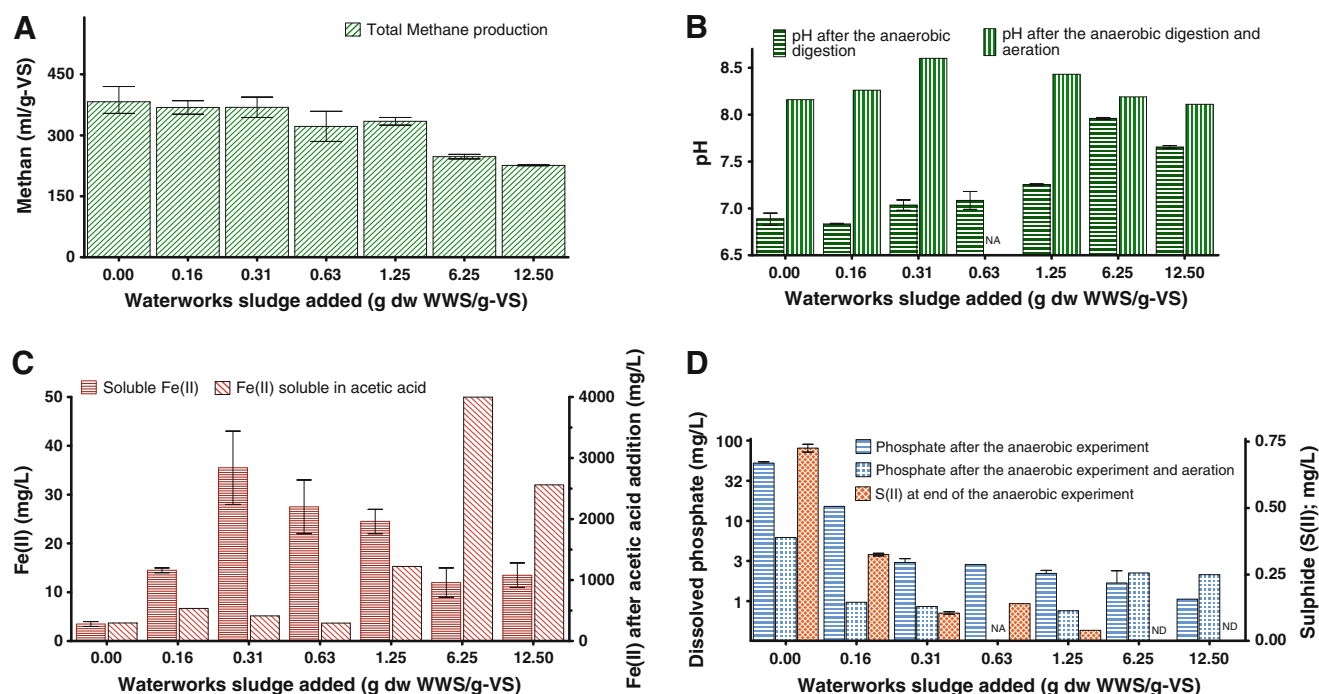 A
Total Methane production
Methan (ml/g-VS)
450
300
150
0
0.00 0.16 0.31 0.63 1.25 6.25 12.50
Waterworks sludge added (g dw WWS/g-VS)
B
pH after the anaerobic digestion
pH after the anaerobic digestion and aeration
pH
8.5
8.0
7.5
7.0
6.5
NA
0.00 0.16 0.31 0.63 1.25 6.25 12.50
Waterworks sludge added (g dw WWS/g-VS)
C
Soluble Fe(II)
Fe(II) soluble in acetic acid
Fe(II) (mg/L)
50
40
30
20
10
0
Fe(II) after acetic acid addition (mg/L)
4000
3000
2000
1000
0
0.00 0.16 0.31 0.63 1.25 6.25 12.50
Waterworks sludge added (g dw WWS/g-VS)
D
Phosphate after the anaerobic experiment
Phosphate after the anaerobic experiment and aeration
S(II) at end of the anaerobic experiment
Dissolved phosphate (mg/L)
100
32
10
3
1
Sulphide (S(II); mg/L)
0.75
0.50
0.25
0.00
NA
ND
ND
0.00 0.16 0.31 0.63 1.25 6.25 12.50
Waterworks sludge added (g dw WWS/g-VS)